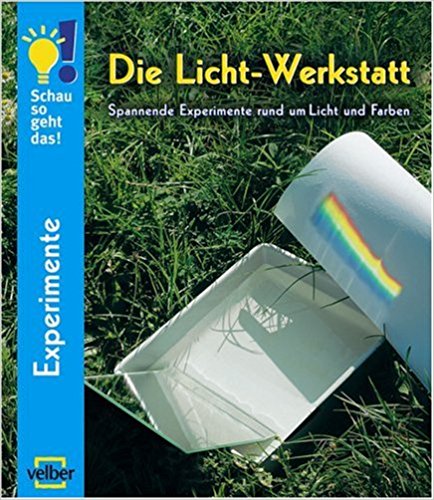 Schau
so
geht
das!
Die Licht-Werkstatt
Spannende Experimente rund um Licht und Farben
Experimente
velber